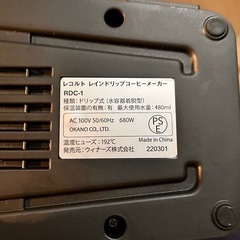 レコルト レインドリップコーヒーメーカー
RDC-1
種類：ドリップ式（水容器着脱型）
保温装置の有無：有 最大使用水量：480ml
AC 100V 50/60Hz 680W
OKANO CO., LTD.
PS
E
Made in China
温度ヒューズ：192℃
発売元：ウィナーズ株式会社
220301